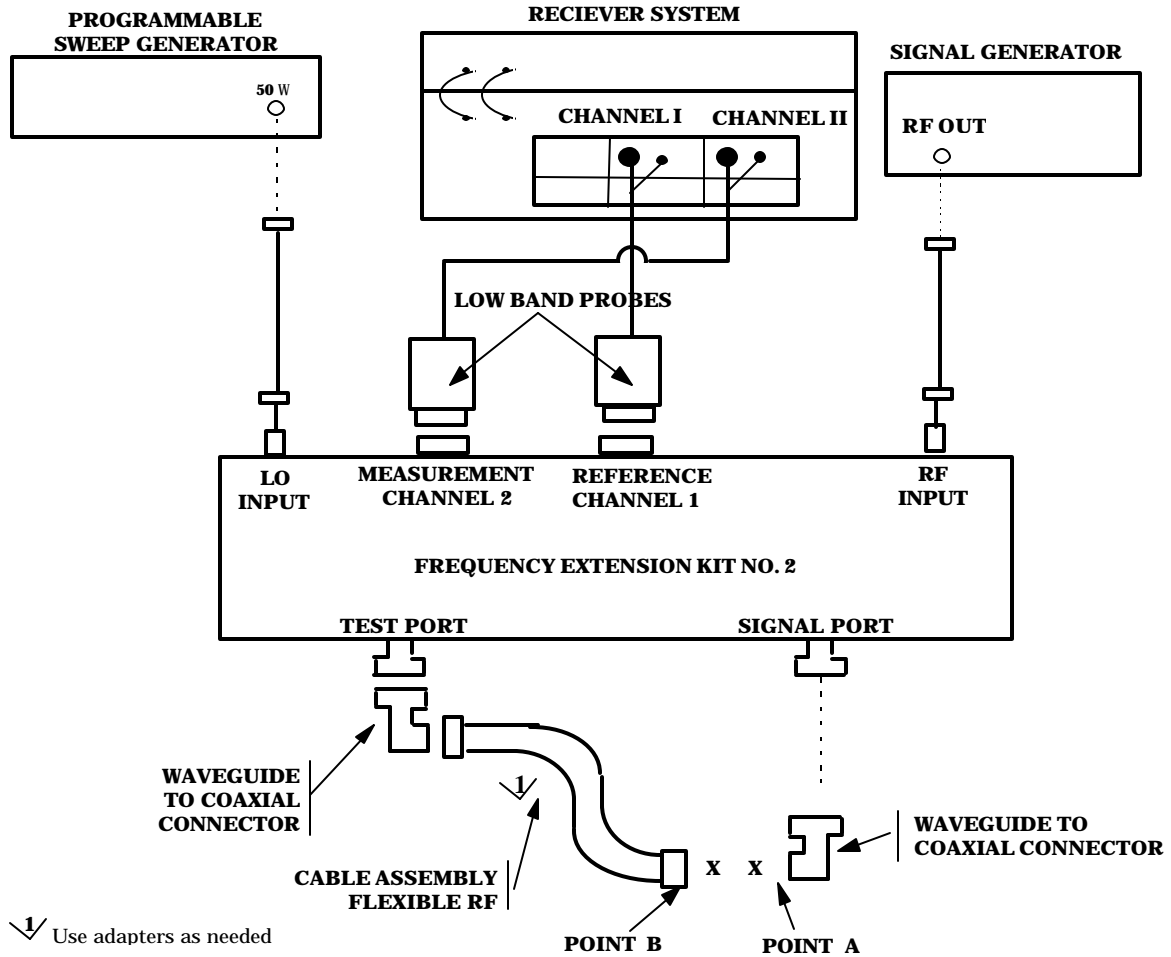 PROGRAMMABLE
SWEEP GENERATOR
50 W
RECIEVER SYSTEM
CHANNEL I
CHANNEL II
SIGNAL GENERATOR
RF OUT
LOW BAND PROBES
LO
INPUT
MEASUREMENT
CHANNEL 2
REFERENCE
CHANNEL 1
RF
INPUT
FREQUENCY EXTENSION KIT NO. 2
TEST PORT
SIGNAL PORT
WAVEGUIDE
TO COAXIAL
CONNECTOR
1
CABLE ASSEMBLY
FLEXIBLE RF
X X
WAVEGUIDE TO
COAXIAL CONNECTOR
POINT B
POINT A
1 Use adapters as needed